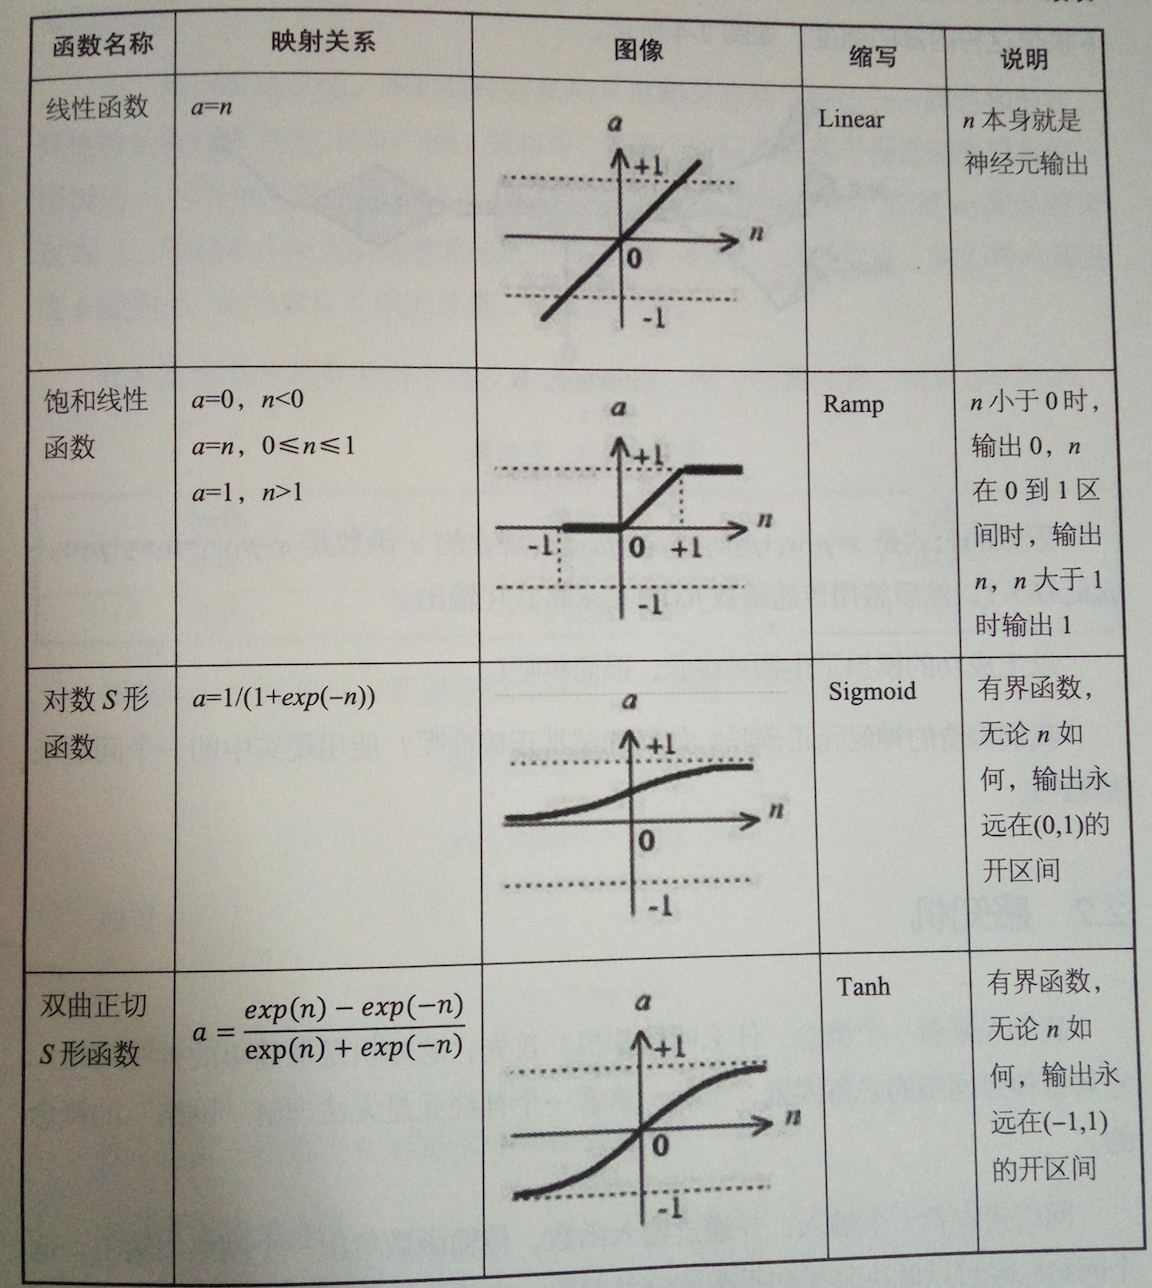 函数名称 映射关系 图像 缩写 说明
线性函数 a=n
a
+1
n
0
-1
Linear
n 本身就是
神经元输出
饱和线性
函数
a=0，n<0
a=n，0≤n≤1
a=1，n>1
a
+1
n
-1 0 +1
-1
Ramp
n 小于 0 时，
输出 0，n
在 0 到 1 区
间时，输出
n，n 大于 1
时输出 1
对数 S 形
函数
a=1/(1+exp(−n))
a
+1
n
0
-1
Sigmoid
有界函数，
无论 n 如
何，输出永
远在(0,1)的
开区间
双曲正切
S 形函数
a = exp(n) − exp(−n)
exp(n) + exp(−n)
a
+1
n
0
-1
Tanh
有界函数，
无论 n 如
何，输出永
远在(−1,1)
的开区间